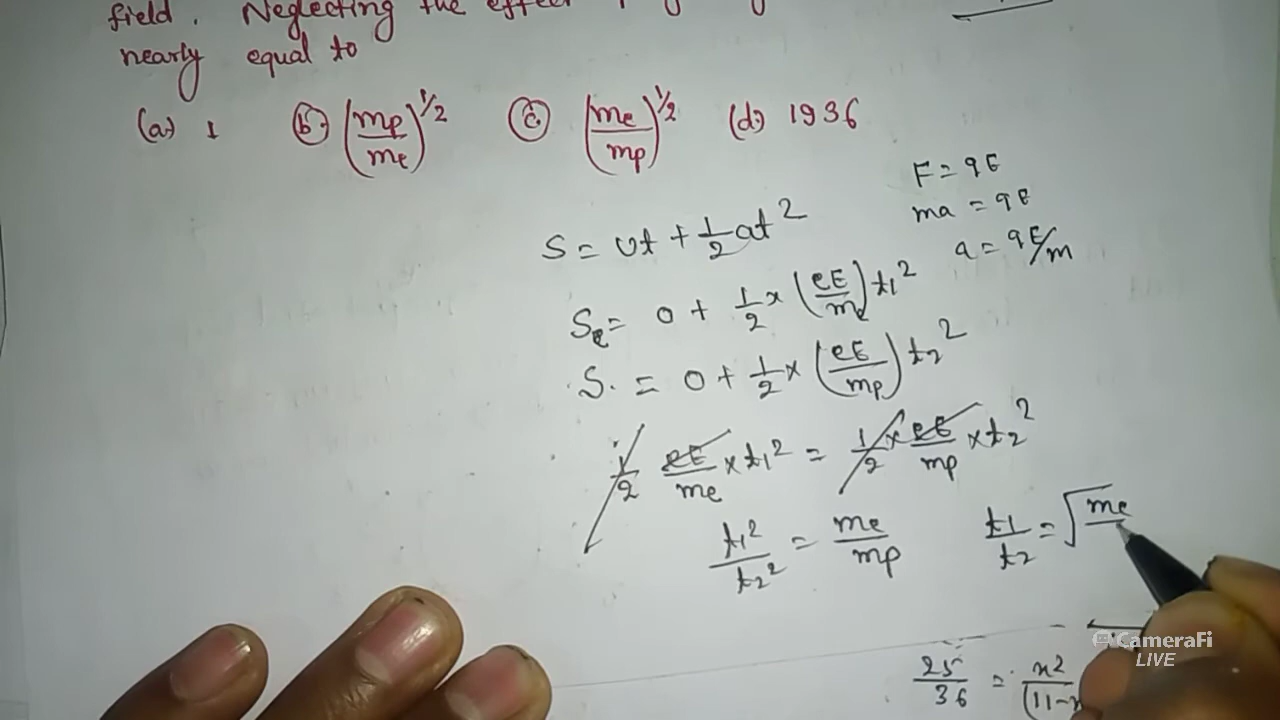 field. Neglecting the effect
nearly equal to
(a) 1 (b) (mp/me)^1/2 (c) (me/mp)^1/2 (d) 1936
F = qE
ma = qE
a = qE/m
S = ut + 1/2 at^2
Se = 0 + 1/2 × (eE/me) t1^2
S = 0 + 1/2 × (eE/mp) t2^2
1/2 eE/me × t1^2 = 1/2 × eE/mp × t2^2
t1^2/t2^2 = me/mp
t1/t2 = √me
25/36 = x2/(11-x
CameraFi
LIVE